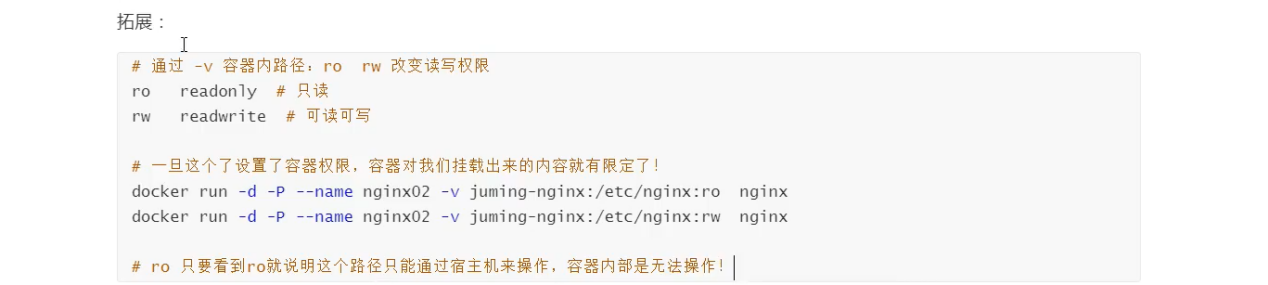 拓展：
# 通过 -v 容器内路径：ro  rw 改变读写权限
ro   readonly  # 只读
rw   readwrite  # 可读可写
# 一旦这个了设置了容器权限，容器对我们挂载出来的内容就有限定了！
docker run -d -P --name nginx02 -v juming-nginx:/etc/nginx:ro  nginx
docker run -d -P --name nginx02 -v juming-nginx:/etc/nginx:rw  nginx
# ro 只要看到ro就说明这个路径只能通过宿主机来操作，容器内部是无法操作！